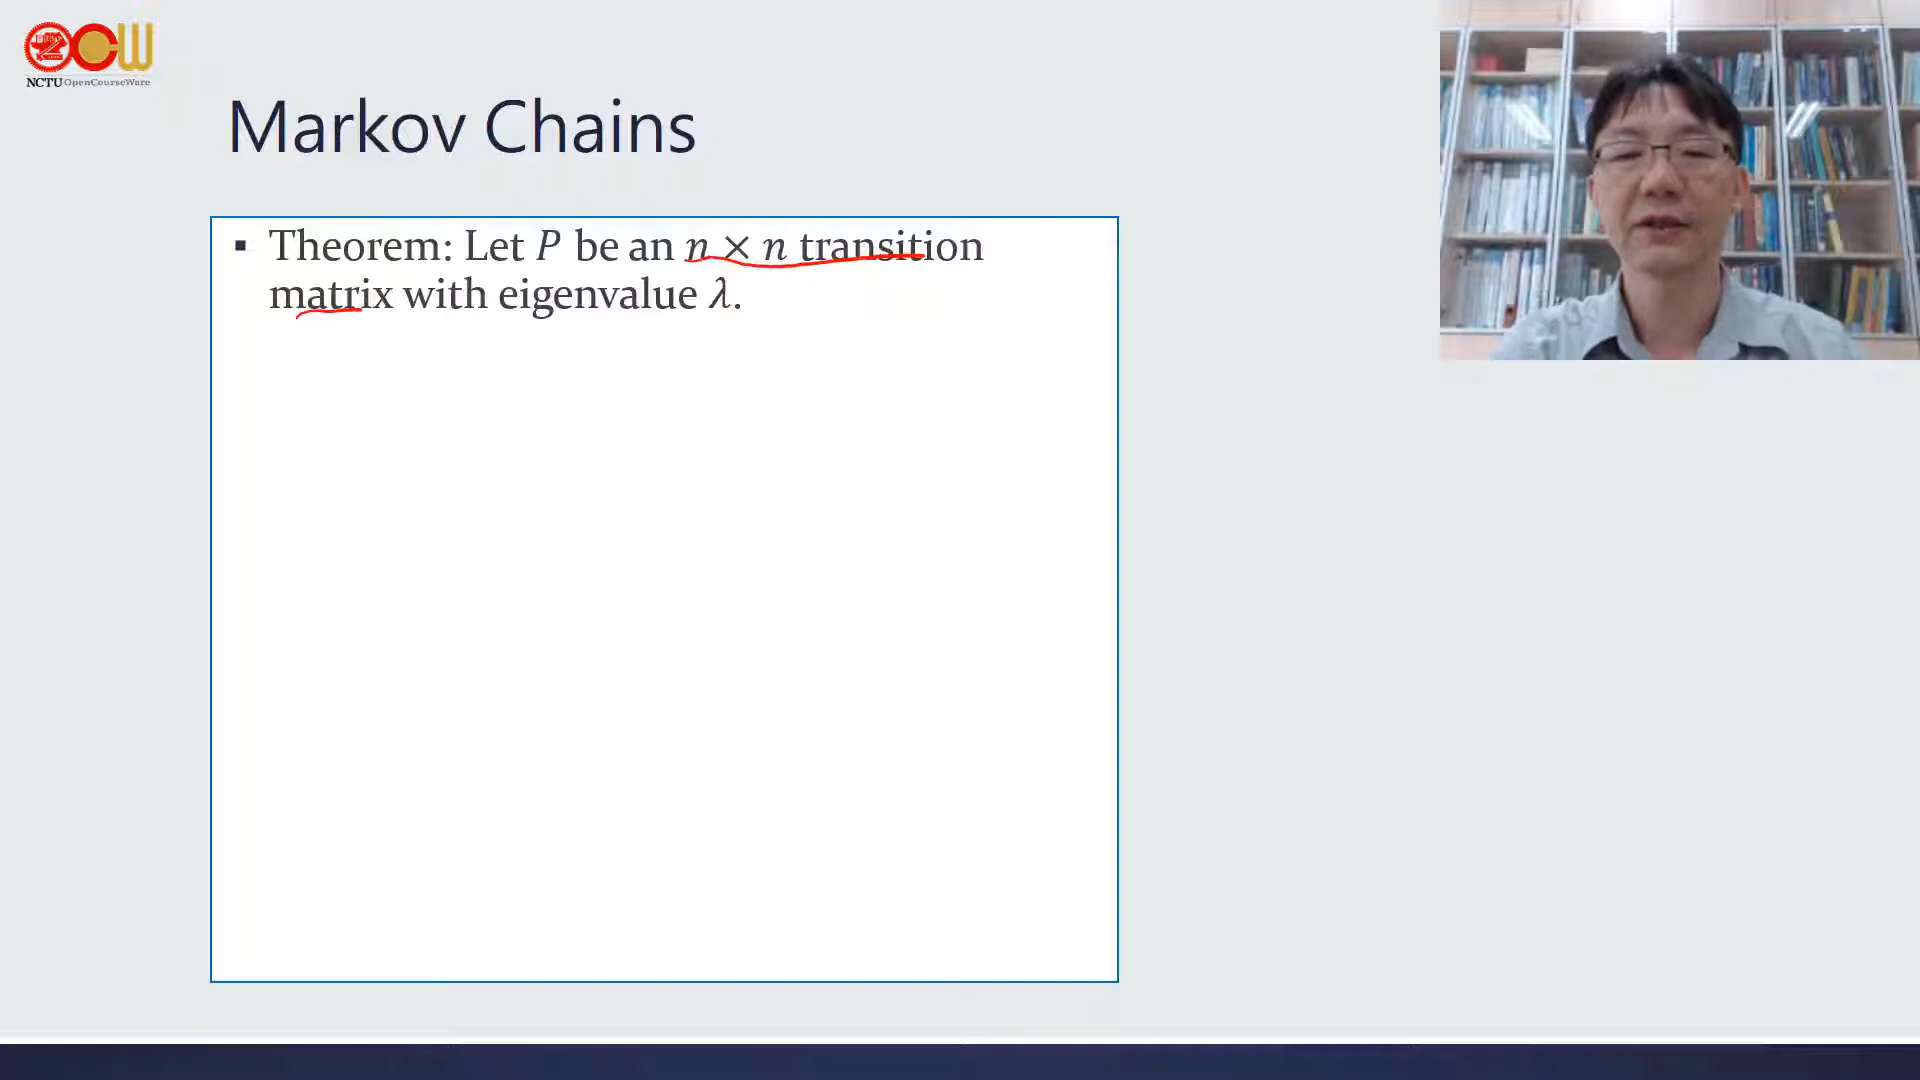 NCTU OpenCourseWare
Markov Chains
▪ Theorem: Let P be an n × n transition
matrix with eigenvalue λ.